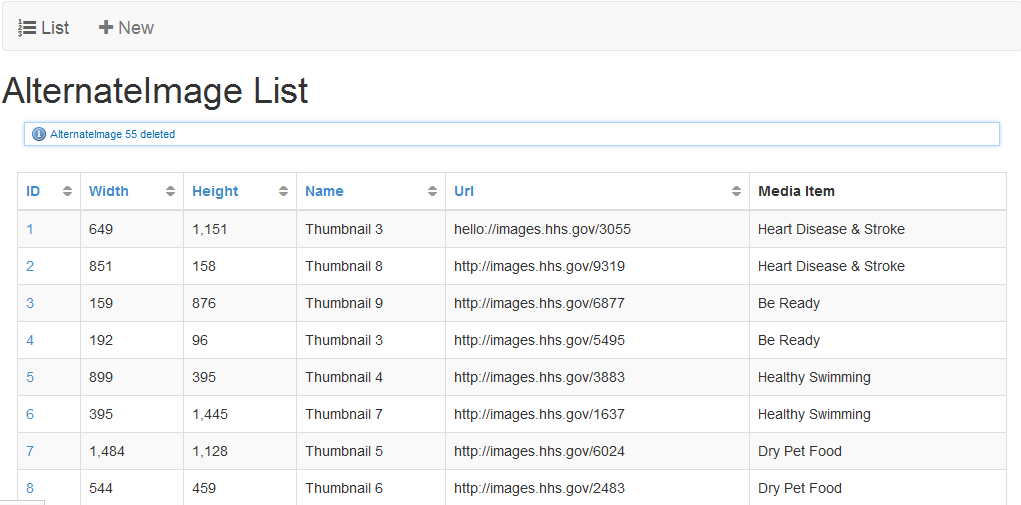 List New
AlternateImage List
AlternateImage 55 deleted
ID Width Height Name Url Media Item
1 649 1,151 Thumbnail 3 hello://images.hhs.gov/3055 Heart Disease & Stroke
2 851 158 Thumbnail 8 http://images.hhs.gov/9319 Heart Disease & Stroke
3 159 876 Thumbnail 9 http://images.hhs.gov/6877 Be Ready
4 192 96 Thumbnail 3 http://images.hhs.gov/5495 Be Ready
5 899 395 Thumbnail 4 http://images.hhs.gov/3883 Healthy Swimming
6 395 1,445 Thumbnail 7 http://images.hhs.gov/1637 Healthy Swimming
7 1,484 1,128 Thumbnail 5 http://images.hhs.gov/6024 Dry Pet Food
8 544 459 Thumbnail 6 http://images.hhs.gov/2483 Dry Pet Food